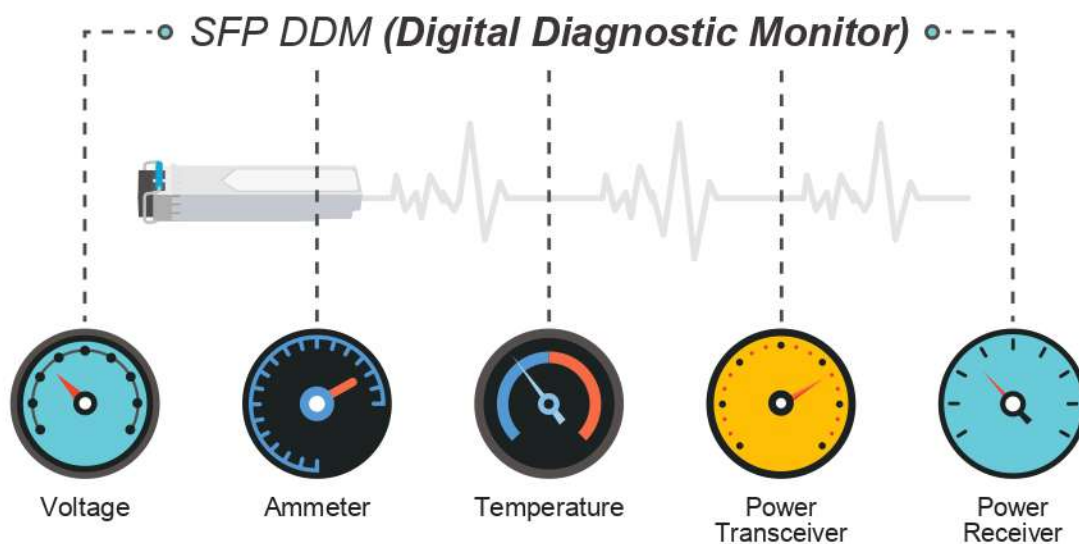 SFP DDM (Digital Diagnostic Monitor)
Voltage
Ammeter
Temperature
Power
Transceiver
Power
Receiver